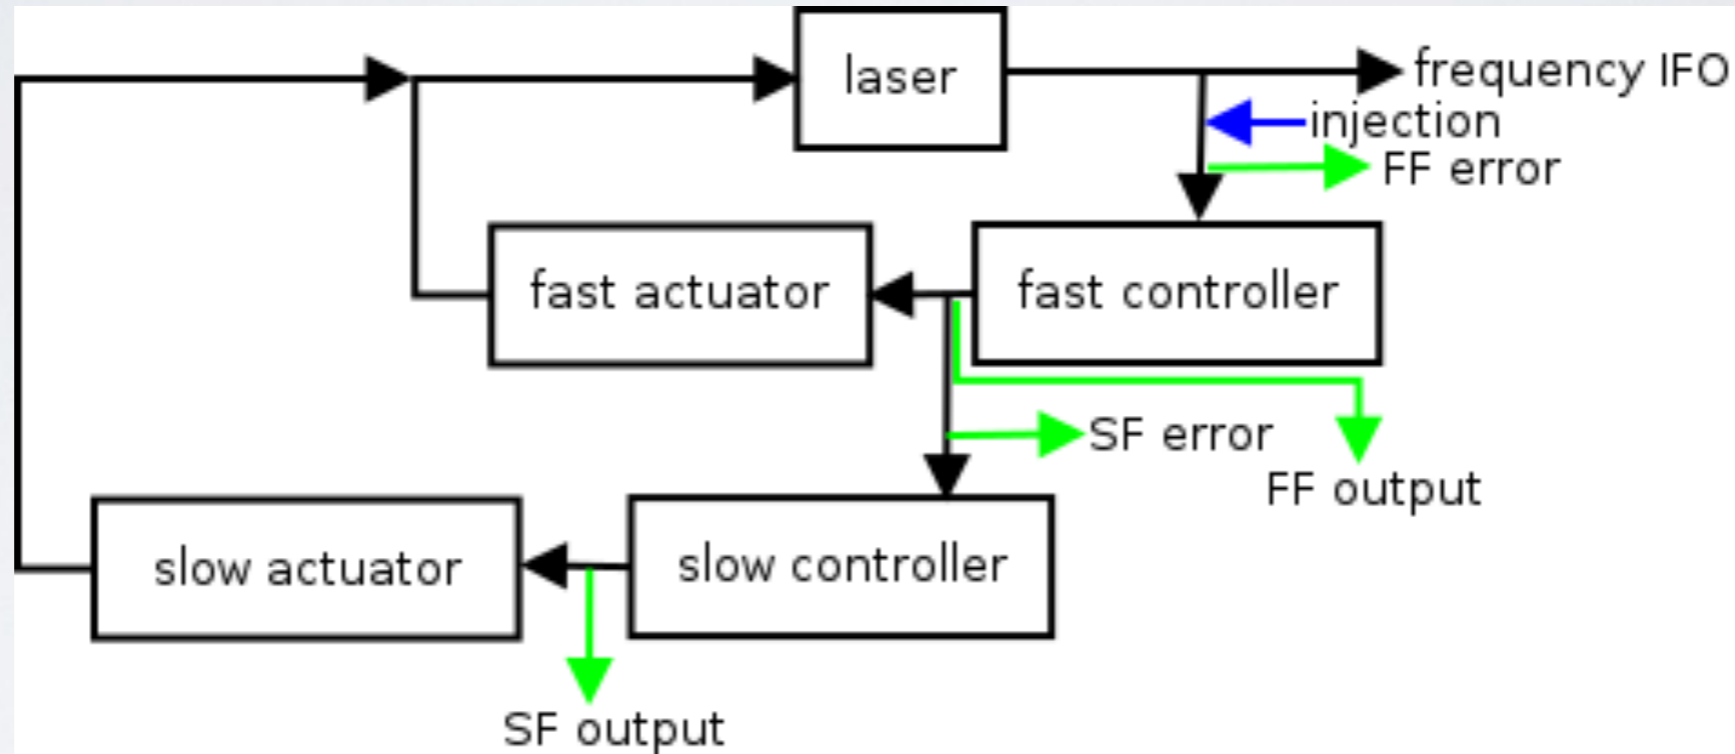 laser
frequency IFO
injection
FF error
fast actuator
fast controller
SF error
FF output
slow actuator
slow controller
SF output